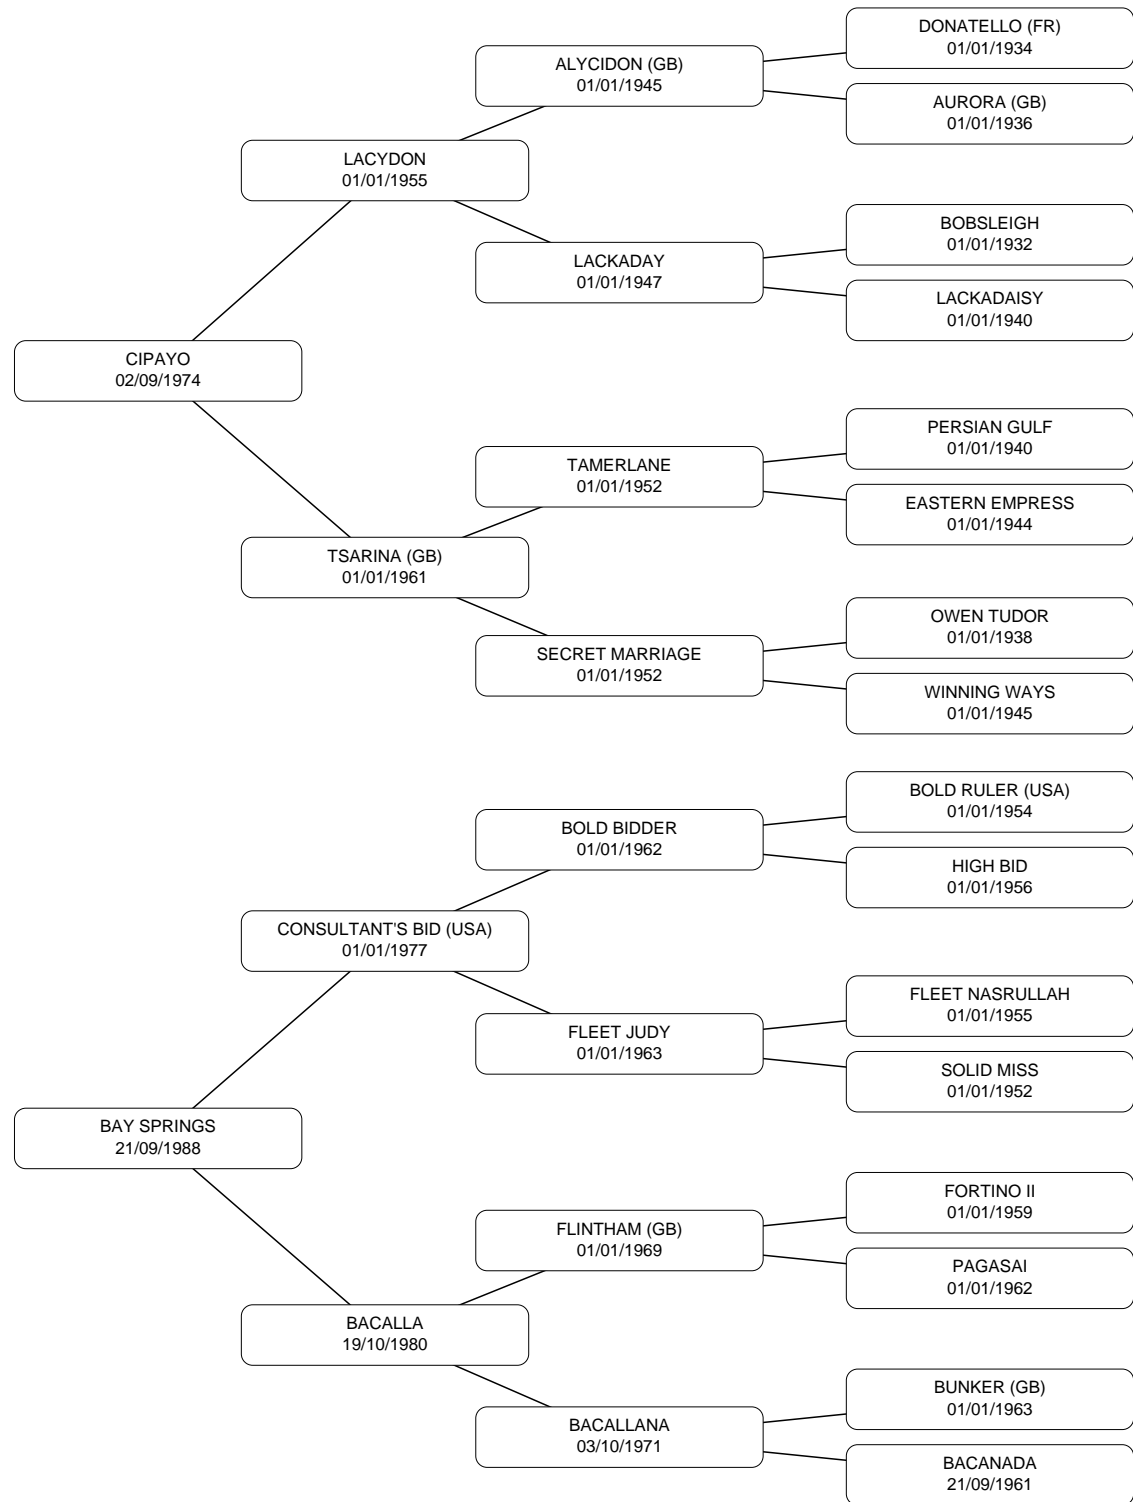 DONATELLO (FR)
01/01/1934
ALYCIDON (GB)
01/01/1945
AURORA (GB)
01/01/1936
LACYDON
01/01/1955
BOBSLEIGH
01/01/1932
LACKADAY
01/01/1947
LACKADAISY
01/01/1940
CIPAYO
02/09/1974
PERSIAN GULF
01/01/1940
TAMERLANE
01/01/1952
EASTERN EMPRESS
01/01/1944
TSARINA (GB)
01/01/1961
OWEN TUDOR
01/01/1938
SECRET MARRIAGE
01/01/1952
WINNING WAYS
01/01/1945
BOLD RULER (USA)
01/01/1954
BOLD BIDDER
01/01/1962
HIGH BID
01/01/1956
CONSULTANT'S BID (USA)
01/01/1977
FLEET NASRULLAH
01/01/1955
FLEET JUDY
01/01/1963
SOLID MISS
01/01/1952
BAY SPRINGS
21/09/1988
FORTINO II
01/01/1959
FLINTHAM (GB)
01/01/1969
PAGASAI
01/01/1962
BACALLA
19/10/1980
BUNKER (GB)
01/01/1963
BACALLANA
03/10/1971
BACANADA
21/09/1961